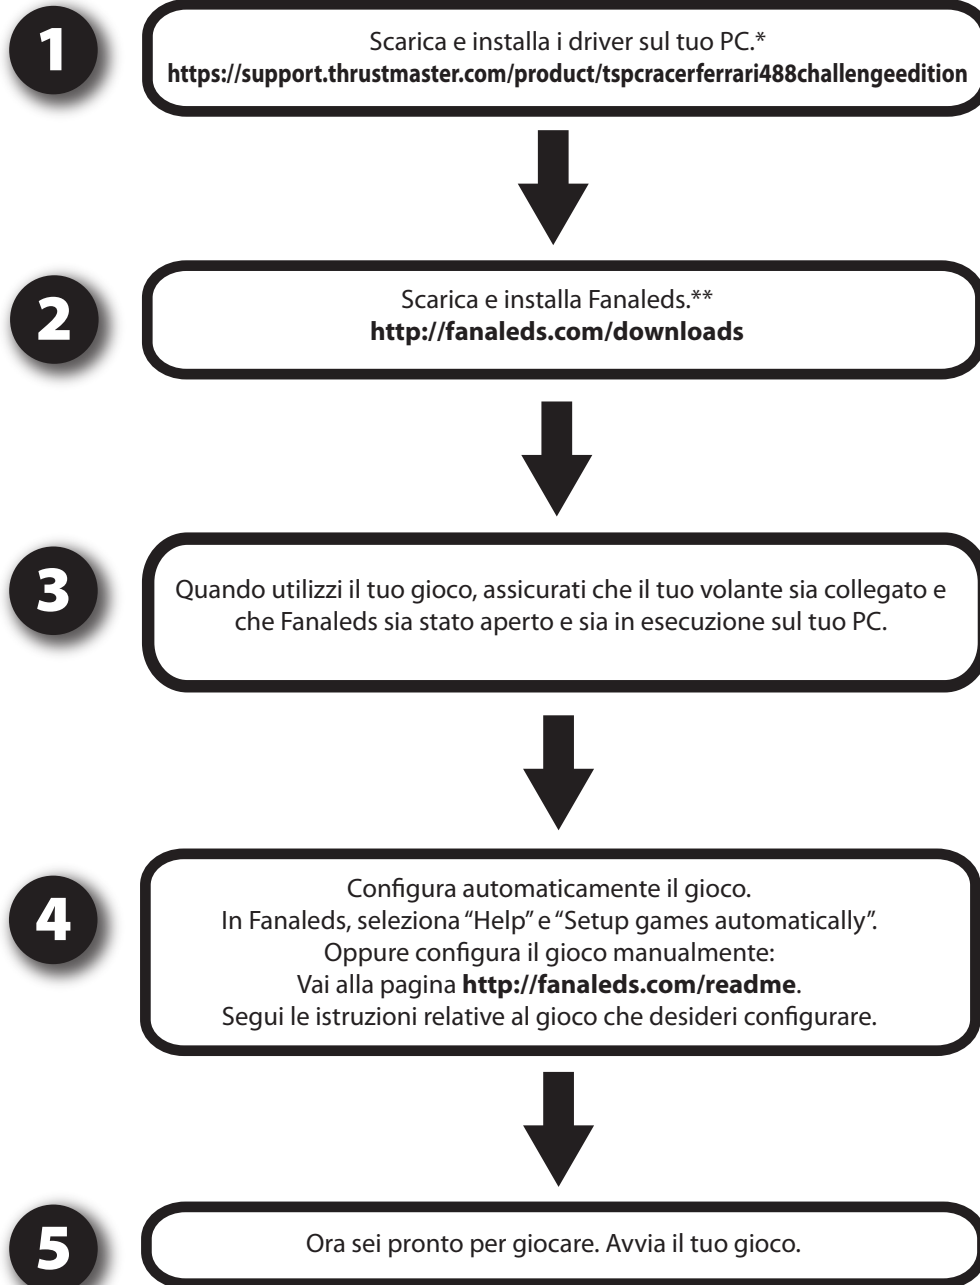 1
Scarica e installa i driver sul tuo PC.*
https://support.thrustmaster.com/product/tspcracerferrari488challengeedition
2
Scarica e installa Fanaleds.**
http://fanaleds.com/downloads
3
Quando utilizzi il tuo gioco, assicurati che il tuo volante sia collegato e
che Fanaleds sia stato aperto e sia in esecuzione sul tuo PC.
4
Configura automaticamente il gioco.
In Fanaleds, seleziona “Help” e “Setup games automatically”.
Oppure configura il gioco manualmente:
Vai alla pagina http://fanaleds.com/readme.
Segui le istruzioni relative al gioco che desideri configurare.
5
Ora sei pronto per giocare. Avvia il tuo gioco.